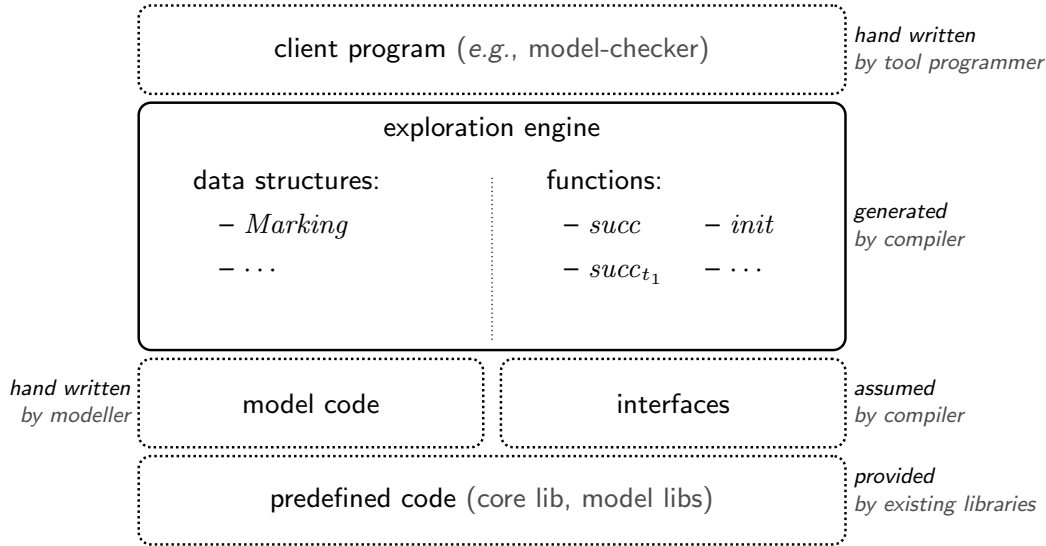 client program (e.g., model-checker)
hand written
by tool programmer
exploration engine
data structures:
– Marking
– ···
functions:
– succ – init
– succ_{t_1} – ···
generated
by compiler
hand written
by modeller
model code
interfaces
assumed
by compiler
predefined code (core lib, model libs)
provided
by existing libraries